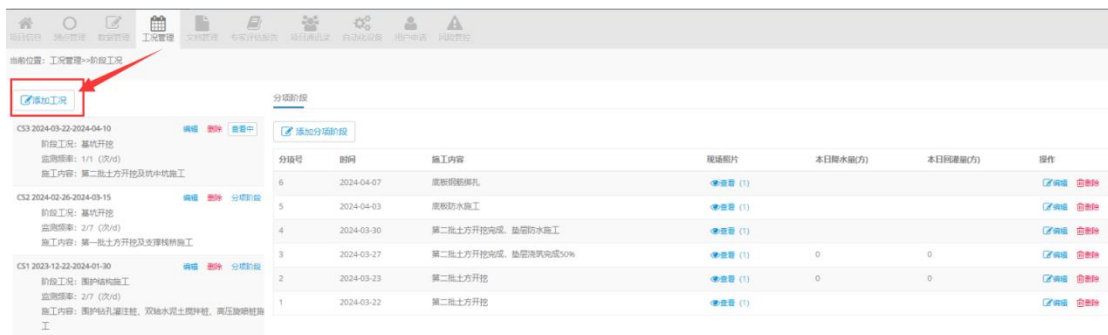 项目信息 测点管理 数据管理 工况管理 文档管理 专家评估报告 项目通讯录 自动化设备 用户申请 风险管控
当前位置：工况管理>>阶段工况
添加工况
分项阶段
CS3 2024-03-22-2024-04-10 编辑 删除 查看中
阶段工况：基坑开挖
监测频率：1/1 (次/d)
施工内容：第二批土方开挖及坑中坑施工
CS2 2024-02-26-2024-03-15 编辑 删除 分项阶段
阶段工况：基坑开挖
监测频率：2/7 (次/d)
施工内容：第一批土方开挖及支撑栈桥施工
CS1 2023-12-22-2024-01-30 编辑 删除 分项阶段
阶段工况：围护结构施工
监测频率：2/7 (次/d)
施工内容：围护钻孔灌注桩、双轴水泥土搅拌桩、高压旋喷桩施
工
添加分项阶段
分项号 时间 施工内容 现场照片 本日降水量(方) 本日回灌量(方) 操作
6 2024-04-07 底板钢筋绑扎 查看 (1) 编辑 删除
5 2024-04-03 底板防水施工 查看 (1) 编辑 删除
4 2024-03-30 第二批土方开挖完成、垫层防水施工 查看 (1) 编辑 删除
3 2024-03-27 第二批土方开挖完成、垫层浇筑完成50% 查看 (1) 0 0 编辑 删除
2 2024-03-23 第二批土方开挖 查看 (1) 0 0 编辑 删除
1 2024-03-22 第二批土方开挖 查看 (1) 编辑 删除